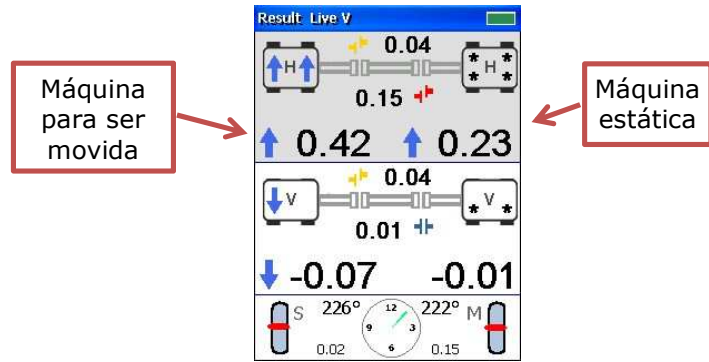 Result Live V
0.04
H H
* *
* *
0.15
0.42 0.23
Máquina
para ser
movida
Máquina
estática
0.04
V V
* *
0.01
-0.07 -0.01
S 226° 222° M
12
9 3
6
0.02 0.15